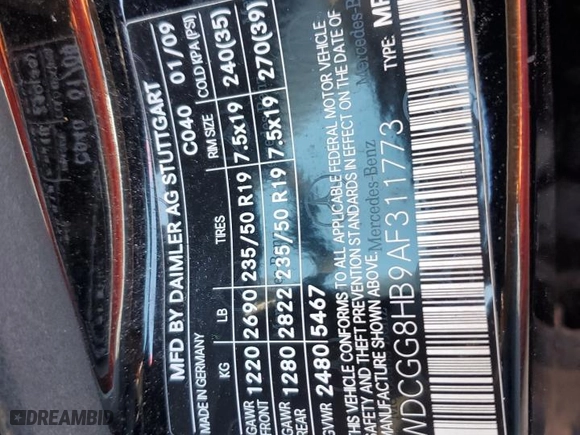 MFD BY DAIMLER AG STUTTGART
MADE IN GERMANY C040 01/09
KG LB TIRES RIM SIZE COLD KPA (PSI)
GAWR FRONT 1220 2690 235/50 R19 7.5x19 240(35)
GAWR REAR 1280 2822 235/50 R19 7.5x19 270(39)
GVWR 2480 5467
THIS VEHICLE CONFORMS TO ALL APPLICABLE FEDERAL MOTOR VEHICLE
SAFETY AND THEFT PREVENTION STANDARDS IN EFFECT ON THE DATE OF
MANUFACTURE SHOWN ABOVE.
Mercedes-Benz
Mercedes-Benz
WDCGG8HB9AF311773 TYPE:
DREAMBID